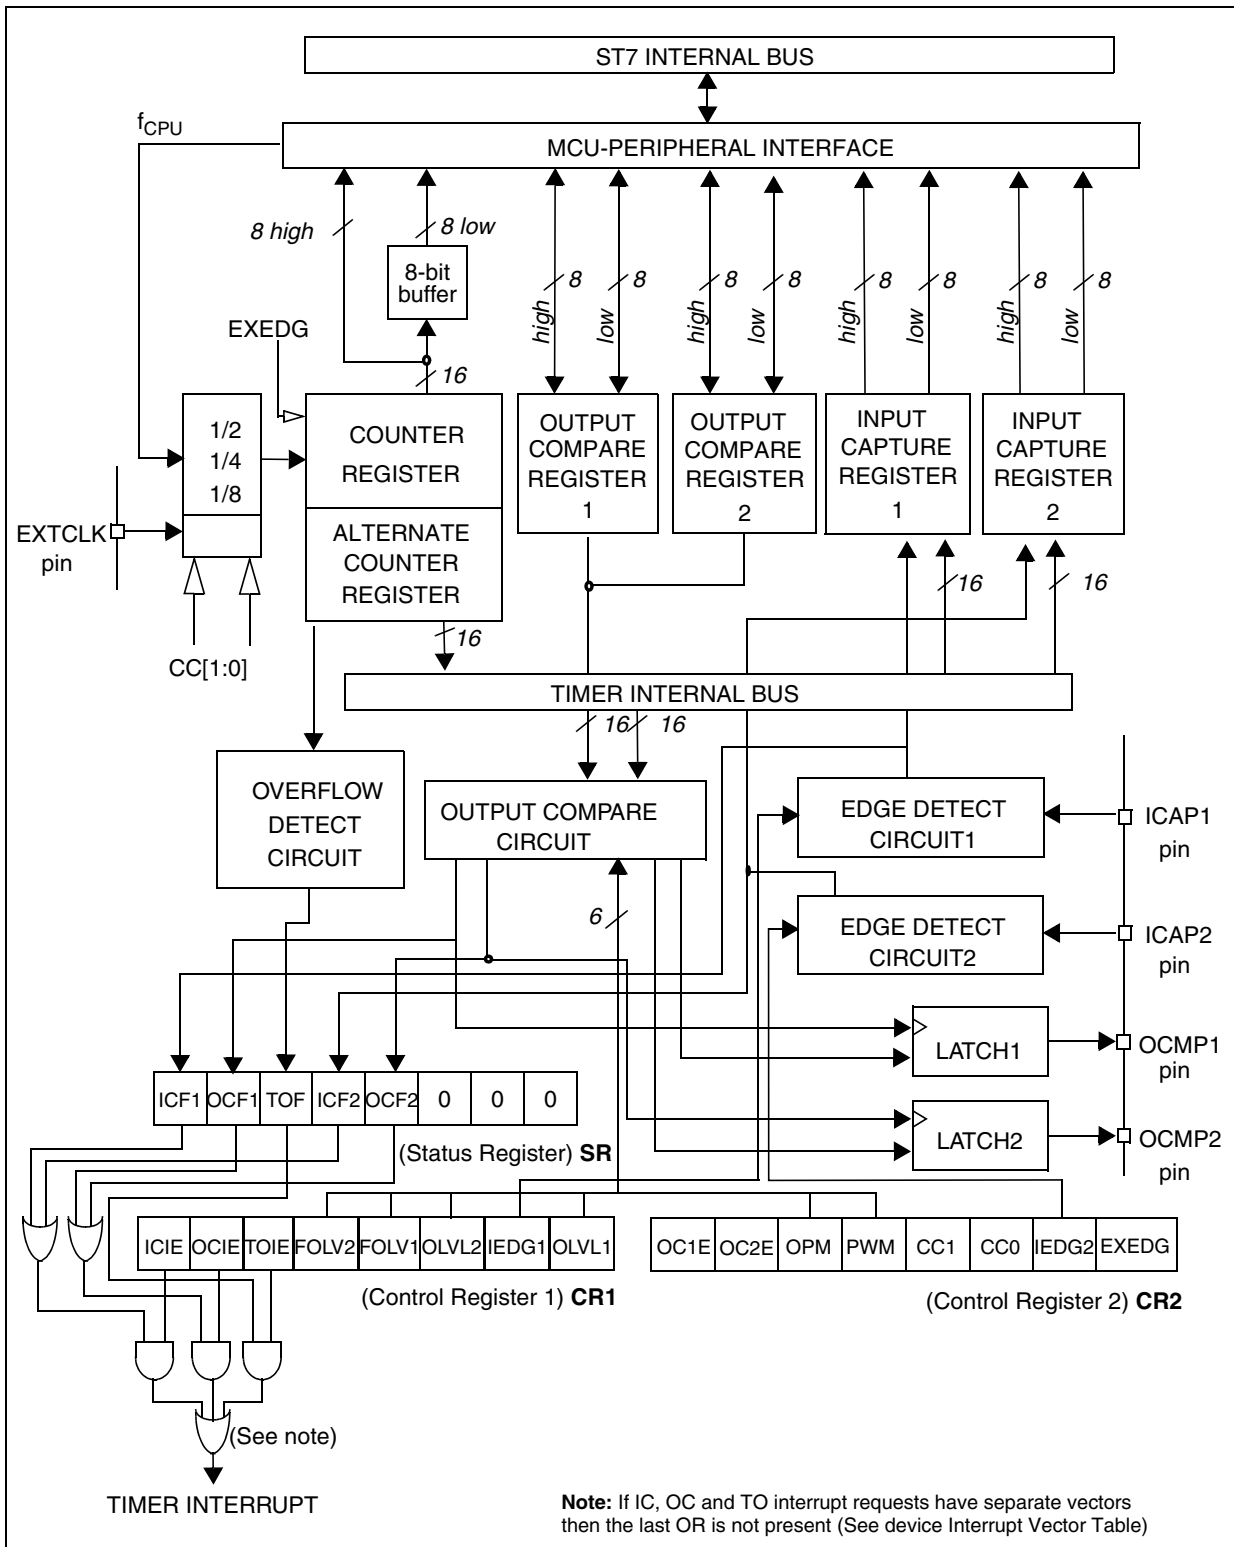 ST7 INTERNAL BUS
fCPU
MCU-PERIPHERAL INTERFACE
8 high
8 low
8-bit
buffer
8
8
8
8
8
8
8
8
high
low
high
low
high
low
high
low
EXEDG
16
1/2
1/4
1/8
COUNTER
REGISTER
ALTERNATE
COUNTER
REGISTER
OUTPUT
COMPARE
REGISTER
1
OUTPUT
COMPARE
REGISTER
2
INPUT
CAPTURE
REGISTER
1
INPUT
CAPTURE
REGISTER
2
EXTCLK
pin
CC[1:0]
16
16
16
TIMER INTERNAL BUS
16
16
OVERFLOW
DETECT
CIRCUIT
OUTPUT COMPARE
CIRCUIT
EDGE DETECT
CIRCUIT1
ICAP1
pin
6
EDGE DETECT
CIRCUIT2
ICAP2
pin
LATCH1
OCMP1
pin
LATCH2
OCMP2
pin
ICF1 OCF1 TOF ICF2 OCF2 0 0 0
(Status Register) SR
ICIE OCIE TOIE FOLV2 FOLV1 OLVL2 IEDG1 OLVL1
(Control Register 1) CR1
OC1E OC2E OPM PWM CC1 CC0 IEDG2 EXEDG
(Control Register 2) CR2
(See note)
TIMER INTERRUPT
Note: If IC, OC and TO interrupt requests have separate vectors
then the last OR is not present (See device Interrupt Vector Table)